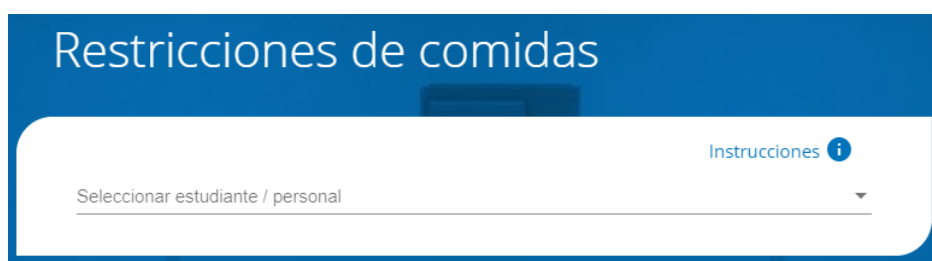 Restricciones de comidas
Instrucciones
Seleccionar estudiante / personal